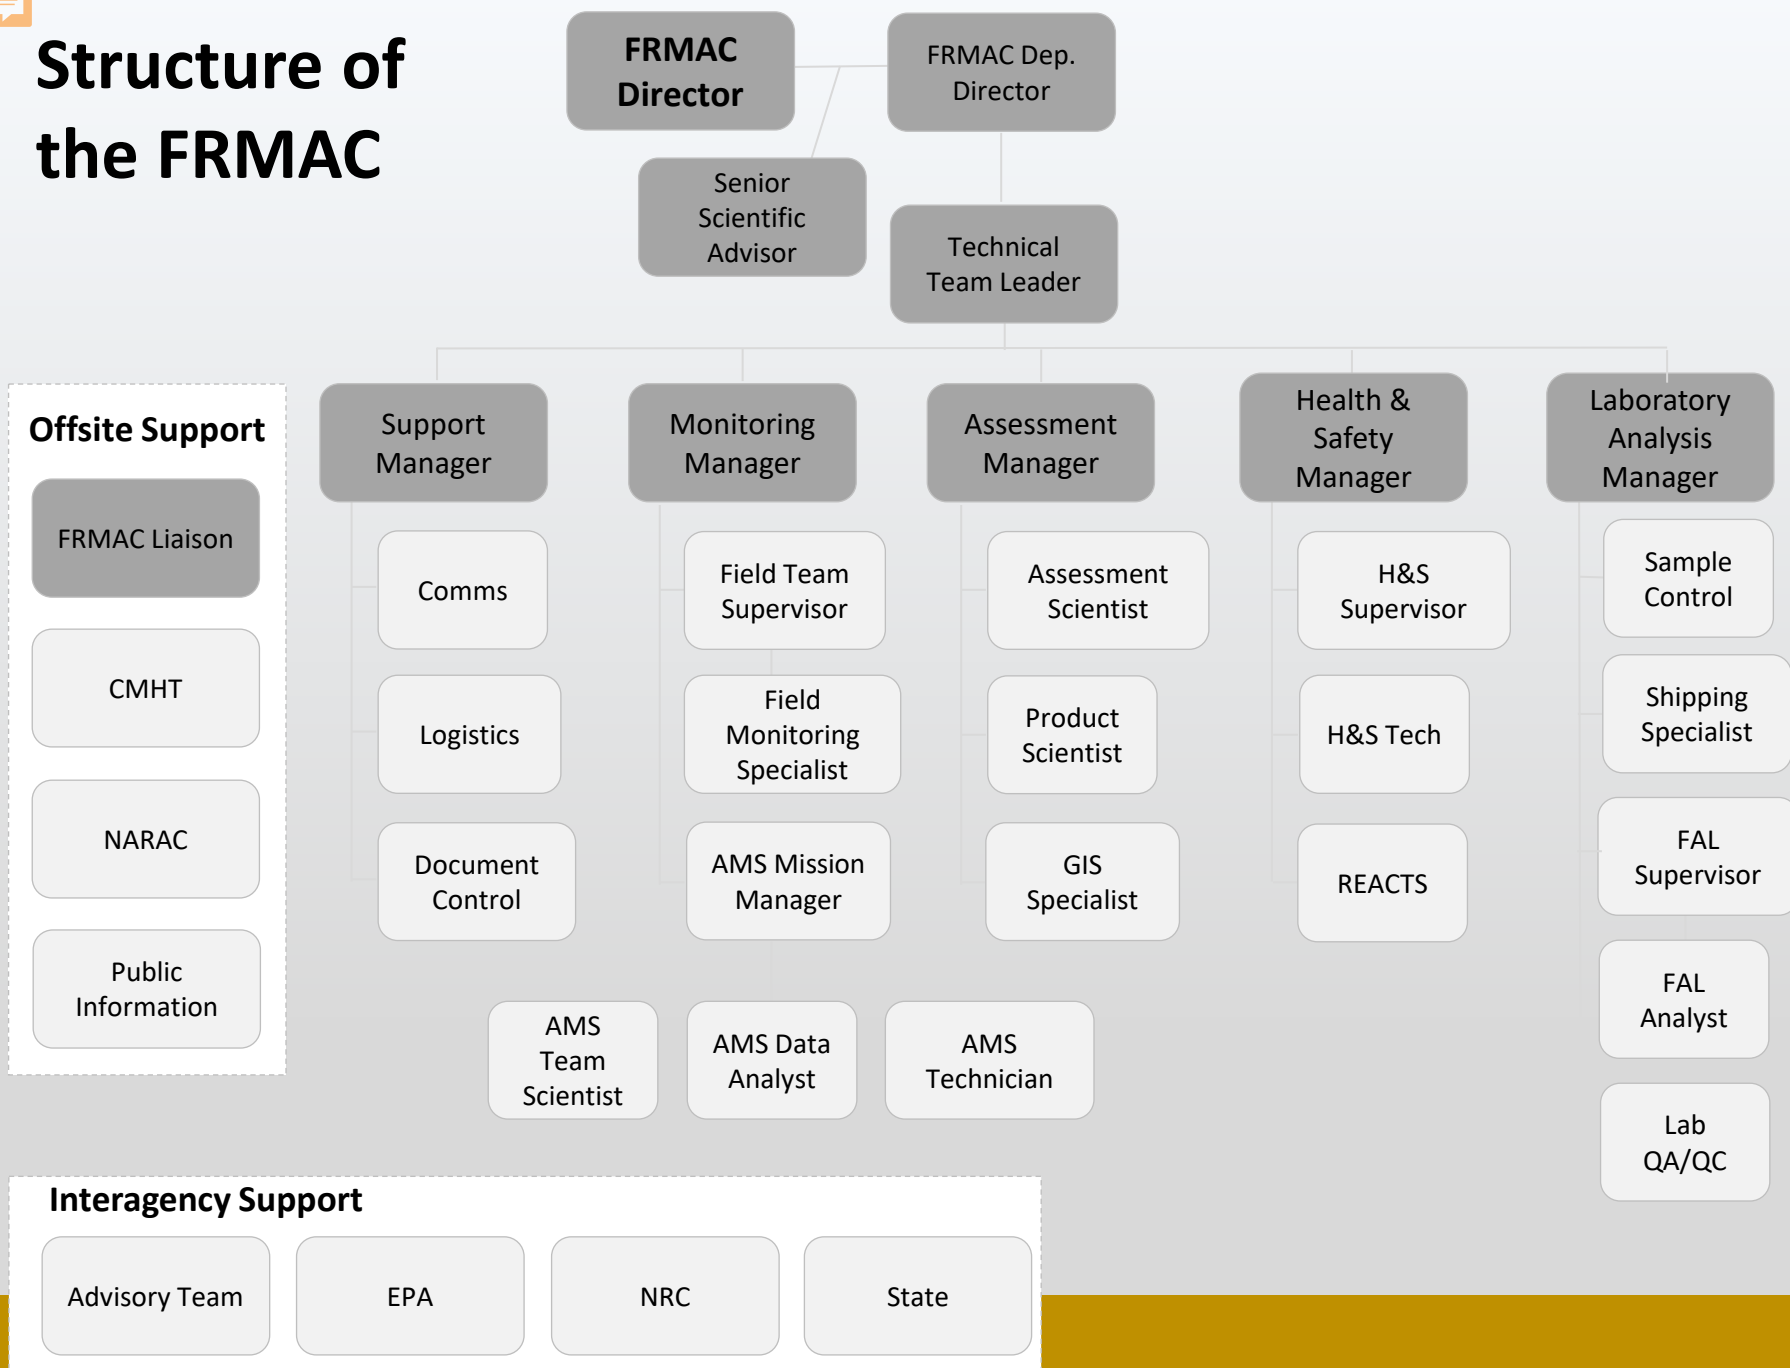 Structure of
the FRMAC
FRMAC
Director
FRMAC Dep.
Director
Senior
Scientific
Advisor
Technical
Team Leader
Offsite Support
FRMAC Liaison
CMHT
NARAC
Public
Information
Support
Manager
Comms
Logistics
Document
Control
Monitoring
Manager
Field Team
Supervisor
Field
Monitoring
Specialist
AMS Mission
Manager
AMS
Team
Scientist
AMS Data
Analyst
AMS
Technician
Assessment
Manager
Assessment
Scientist
Product
Scientist
GIS
Specialist
Health &
Safety
Manager
H&S
Supervisor
H&S Tech
REACTS
Laboratory
Analysis
Manager
Sample
Control
Shipping
Specialist
FAL
Supervisor
FAL
Analyst
Lab
QA/QC
Interagency Support
Advisory Team
EPA
NRC
State